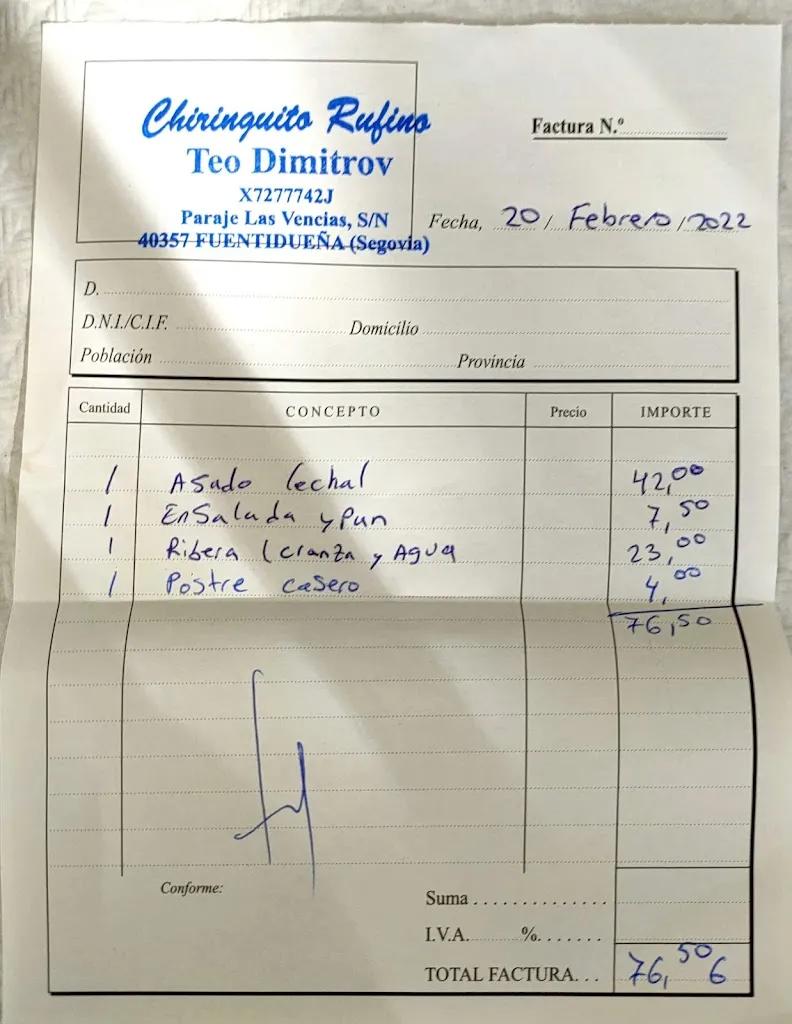 Chiringuito Rufino
Teo Dimitrov
X7277742J
Paraje Las Vencias, S/N
40357 FUENTIDUEÑA (Segovia)
Factura N.º
Fecha, 20 / Febrero / 2022
D.
D.N.I./C.I.F. Domicilio
Población Provincia
Cantidad CONCEPTO Precio IMPORTE
1 Asado lechal 42,00
1 EnSalada y Pan 7,50
1 Ribera crianza y Agua 23,00
1 Postre casero 4,00
76,50
Conforme:
Suma
I.V.A. %
TOTAL FACTURA... 76,50 €